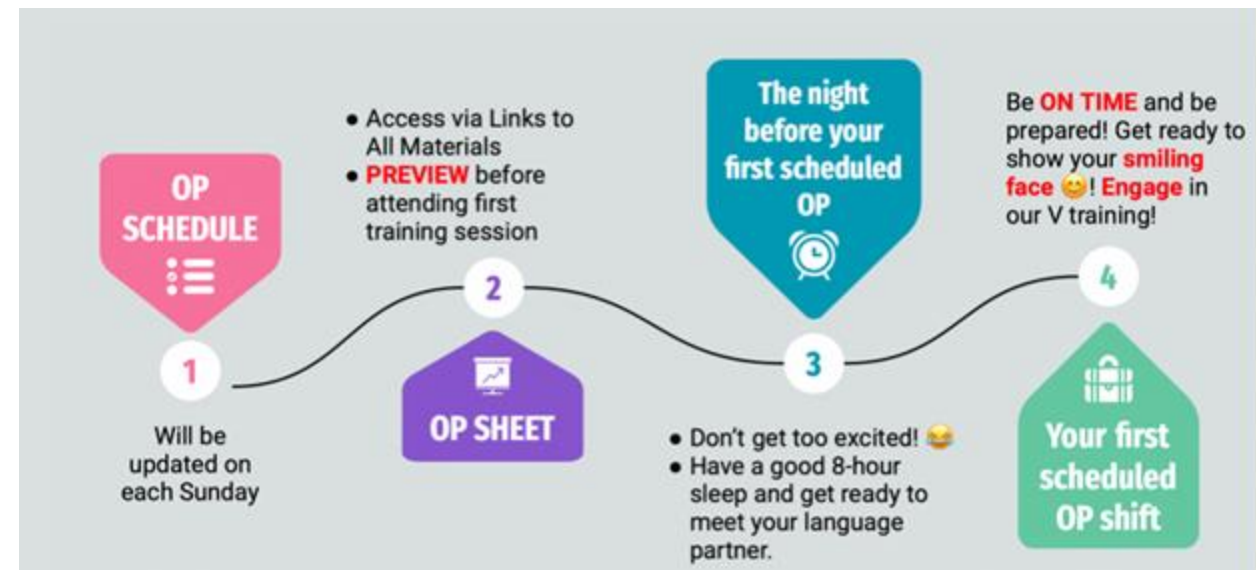 OP
SCHEDULE
1
Will be
updated on
each Sunday
● Access via Links to
All Materials
● PREVIEW before
attending first
training session
2
OP SHEET
The night
before your
first scheduled
OP
3
● Don't get too excited! 😂
● Have a good 8-hour
sleep and get ready to
meet your language
partner.
Be ON TIME and be
prepared! Get ready to
show your smiling
face 😊! Engage in
our V training!
4
Your first
scheduled
OP shift